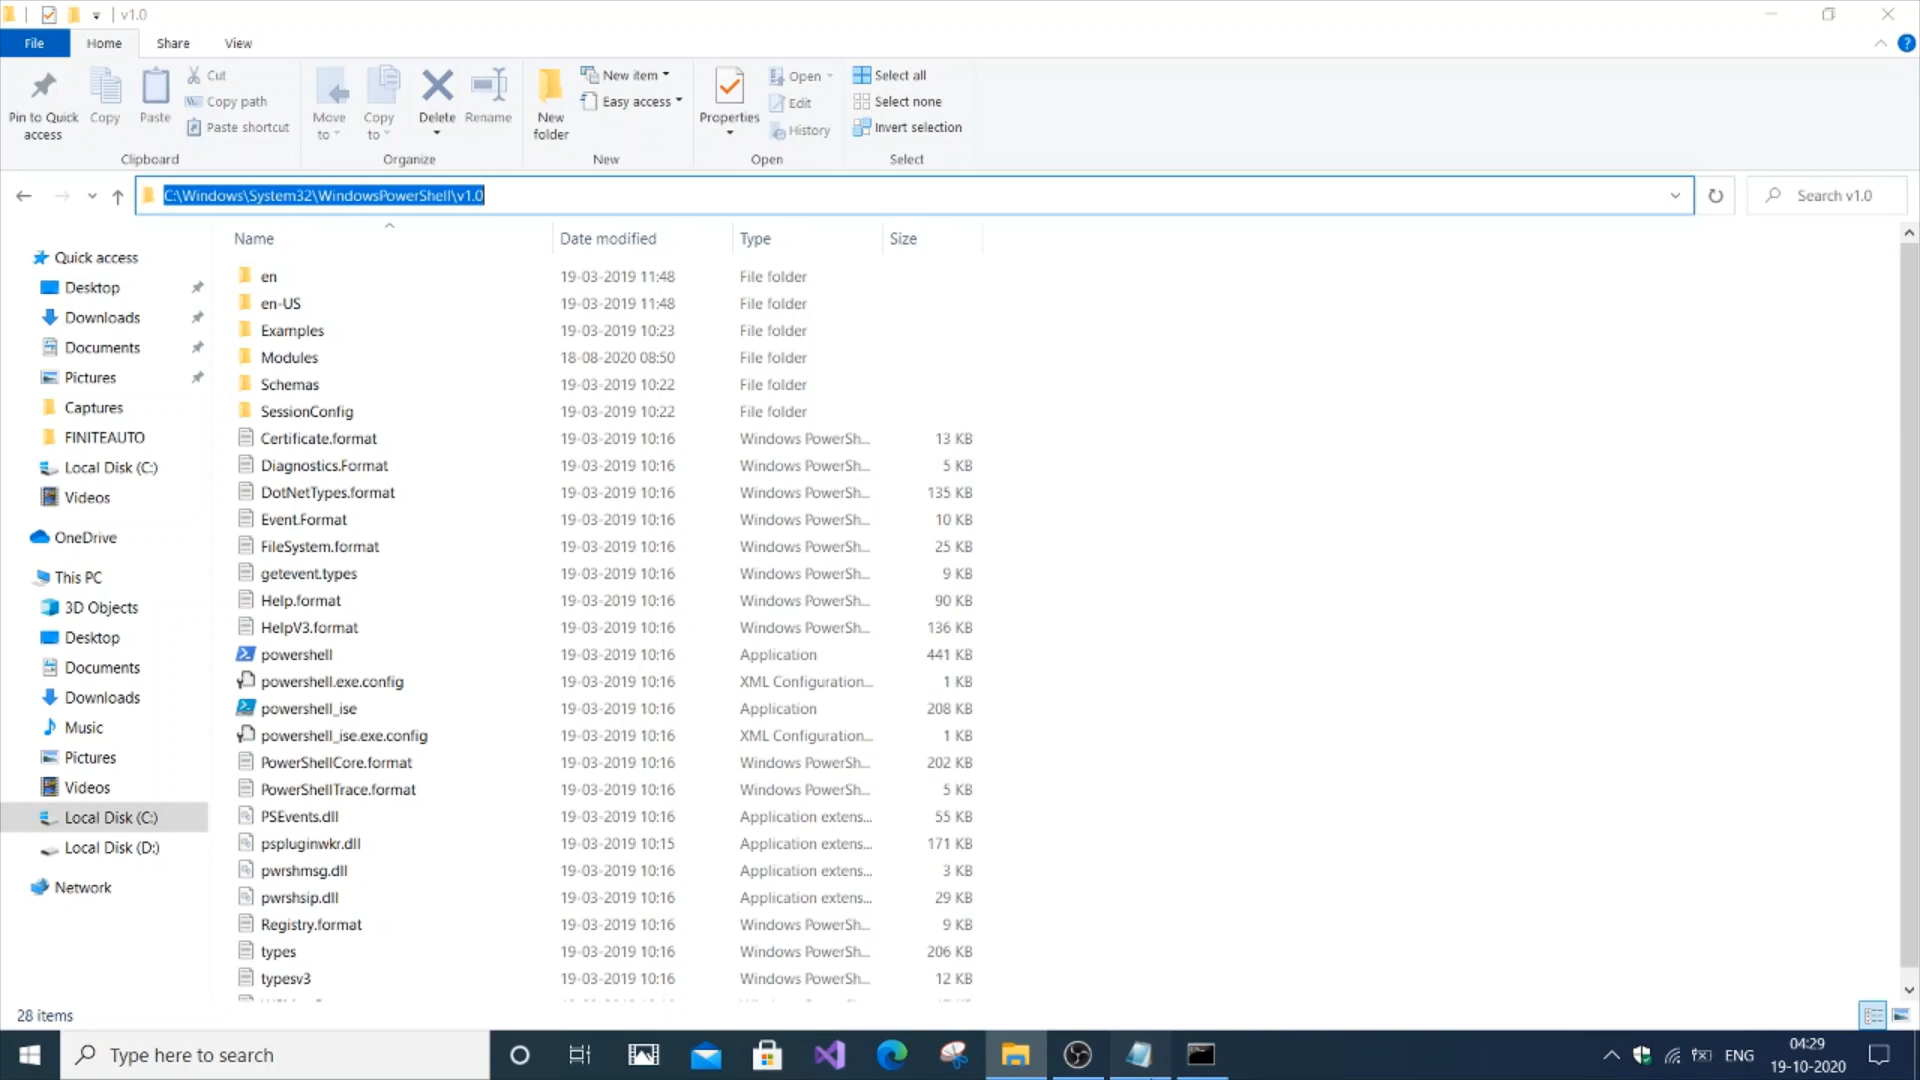 v1.0
File Home Share View
Pin to Quick access
Copy
Paste
Cut
Copy path
Paste shortcut
Clipboard
Move to
Copy to
Delete
Rename
Organize
New folder
New item
Easy access
New
Properties
Open
Edit
History
Open
Select all
Select none
Invert selection
Select
C:\Windows\System32\WindowsPowerShell\v1.0
Search v1.0
Quick access
Desktop
Downloads
Documents
Pictures
Captures
FINITEAUTO
Local Disk (C:)
Videos
OneDrive
This PC
3D Objects
Desktop
Documents
Downloads
Music
Pictures
Videos
Local Disk (C:)
Local Disk (D:)
Network
Name Date modified Type Size
en 19-03-2019 11:48 File folder
en-US 19-03-2019 11:48 File folder
Examples 19-03-2019 10:23 File folder
Modules 18-08-2020 08:50 File folder
Schemas 19-03-2019 10:22 File folder
SessionConfig 19-03-2019 10:22 File folder
Certificate.format 19-03-2019 10:16 Windows PowerSh... 13 KB
Diagnostics.Format 19-03-2019 10:16 Windows PowerSh... 5 KB
DotNetTypes.format 19-03-2019 10:16 Windows PowerSh... 135 KB
Event.Format 19-03-2019 10:16 Windows PowerSh... 10 KB
FileSystem.format 19-03-2019 10:16 Windows PowerSh... 25 KB
getevent.types 19-03-2019 10:16 Windows PowerSh... 9 KB
Help.format 19-03-2019 10:16 Windows PowerSh... 90 KB
HelpV3.format 19-03-2019 10:16 Windows PowerSh... 136 KB
powershell 19-03-2019 10:16 Application 441 KB
powershell.exe.config 19-03-2019 10:16 XML Configuration... 1 KB
powershell_ise 19-03-2019 10:16 Application 208 KB
powershell_ise.exe.config 19-03-2019 10:16 XML Configuration... 1 KB
PowerShellCore.format 19-03-2019 10:16 Windows PowerSh... 202 KB
PowerShellTrace.format 19-03-2019 10:16 Windows PowerSh... 5 KB
PSEvents.dll 19-03-2019 10:16 Application extens... 55 KB
pspluginwkr.dll 19-03-2019 10:15 Application extens... 171 KB
pwrshmsg.dll 19-03-2019 10:16 Application extens... 3 KB
pwrshsip.dll 19-03-2019 10:16 Application extens... 29 KB
Registry.format 19-03-2019 10:16 Windows PowerSh... 9 KB
types 19-03-2019 10:16 Windows PowerSh... 206 KB
typesv3 19-03-2019 10:16 Windows PowerSh... 12 KB
28 items
Type here to search
ENG
04:29
19-10-2020